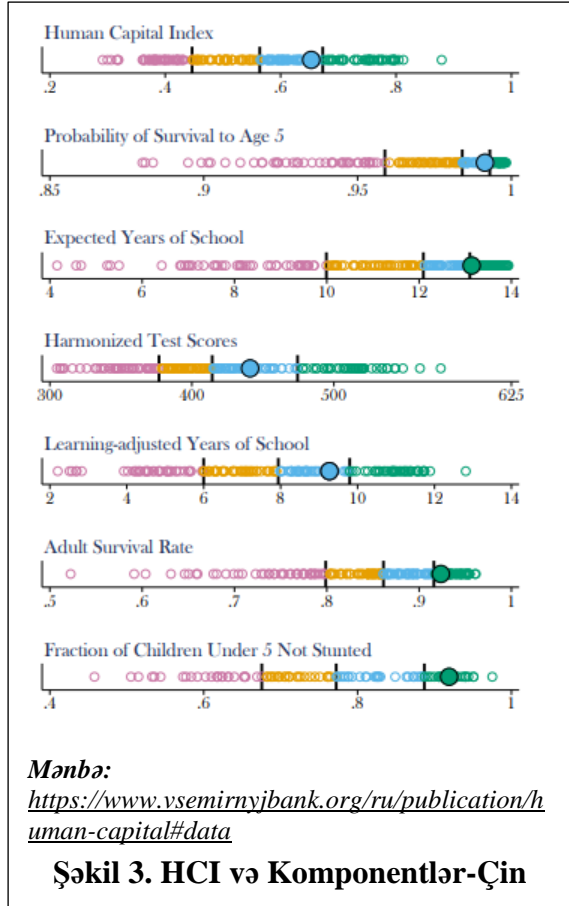 Human Capital Index
.2 .4 .6 .8 1
Probability of Survival to Age 5
.85 .9 .95 1
Expected Years of School
4 6 8 10 12 14
Harmonized Test Scores
300 400 500 625
Learning-adjusted Years of School
2 4 6 8 10 12 14
Adult Survival Rate
.5 .6 .7 .8 .9 1
Fraction of Children Under 5 Not Stunted
.4 .6 .8 1
Mənbə:
https://www.vsemirnyjbank.org/ru/publication/h
uman-capital#data
Şəkil 3. HCI və Komponentlər-Çin